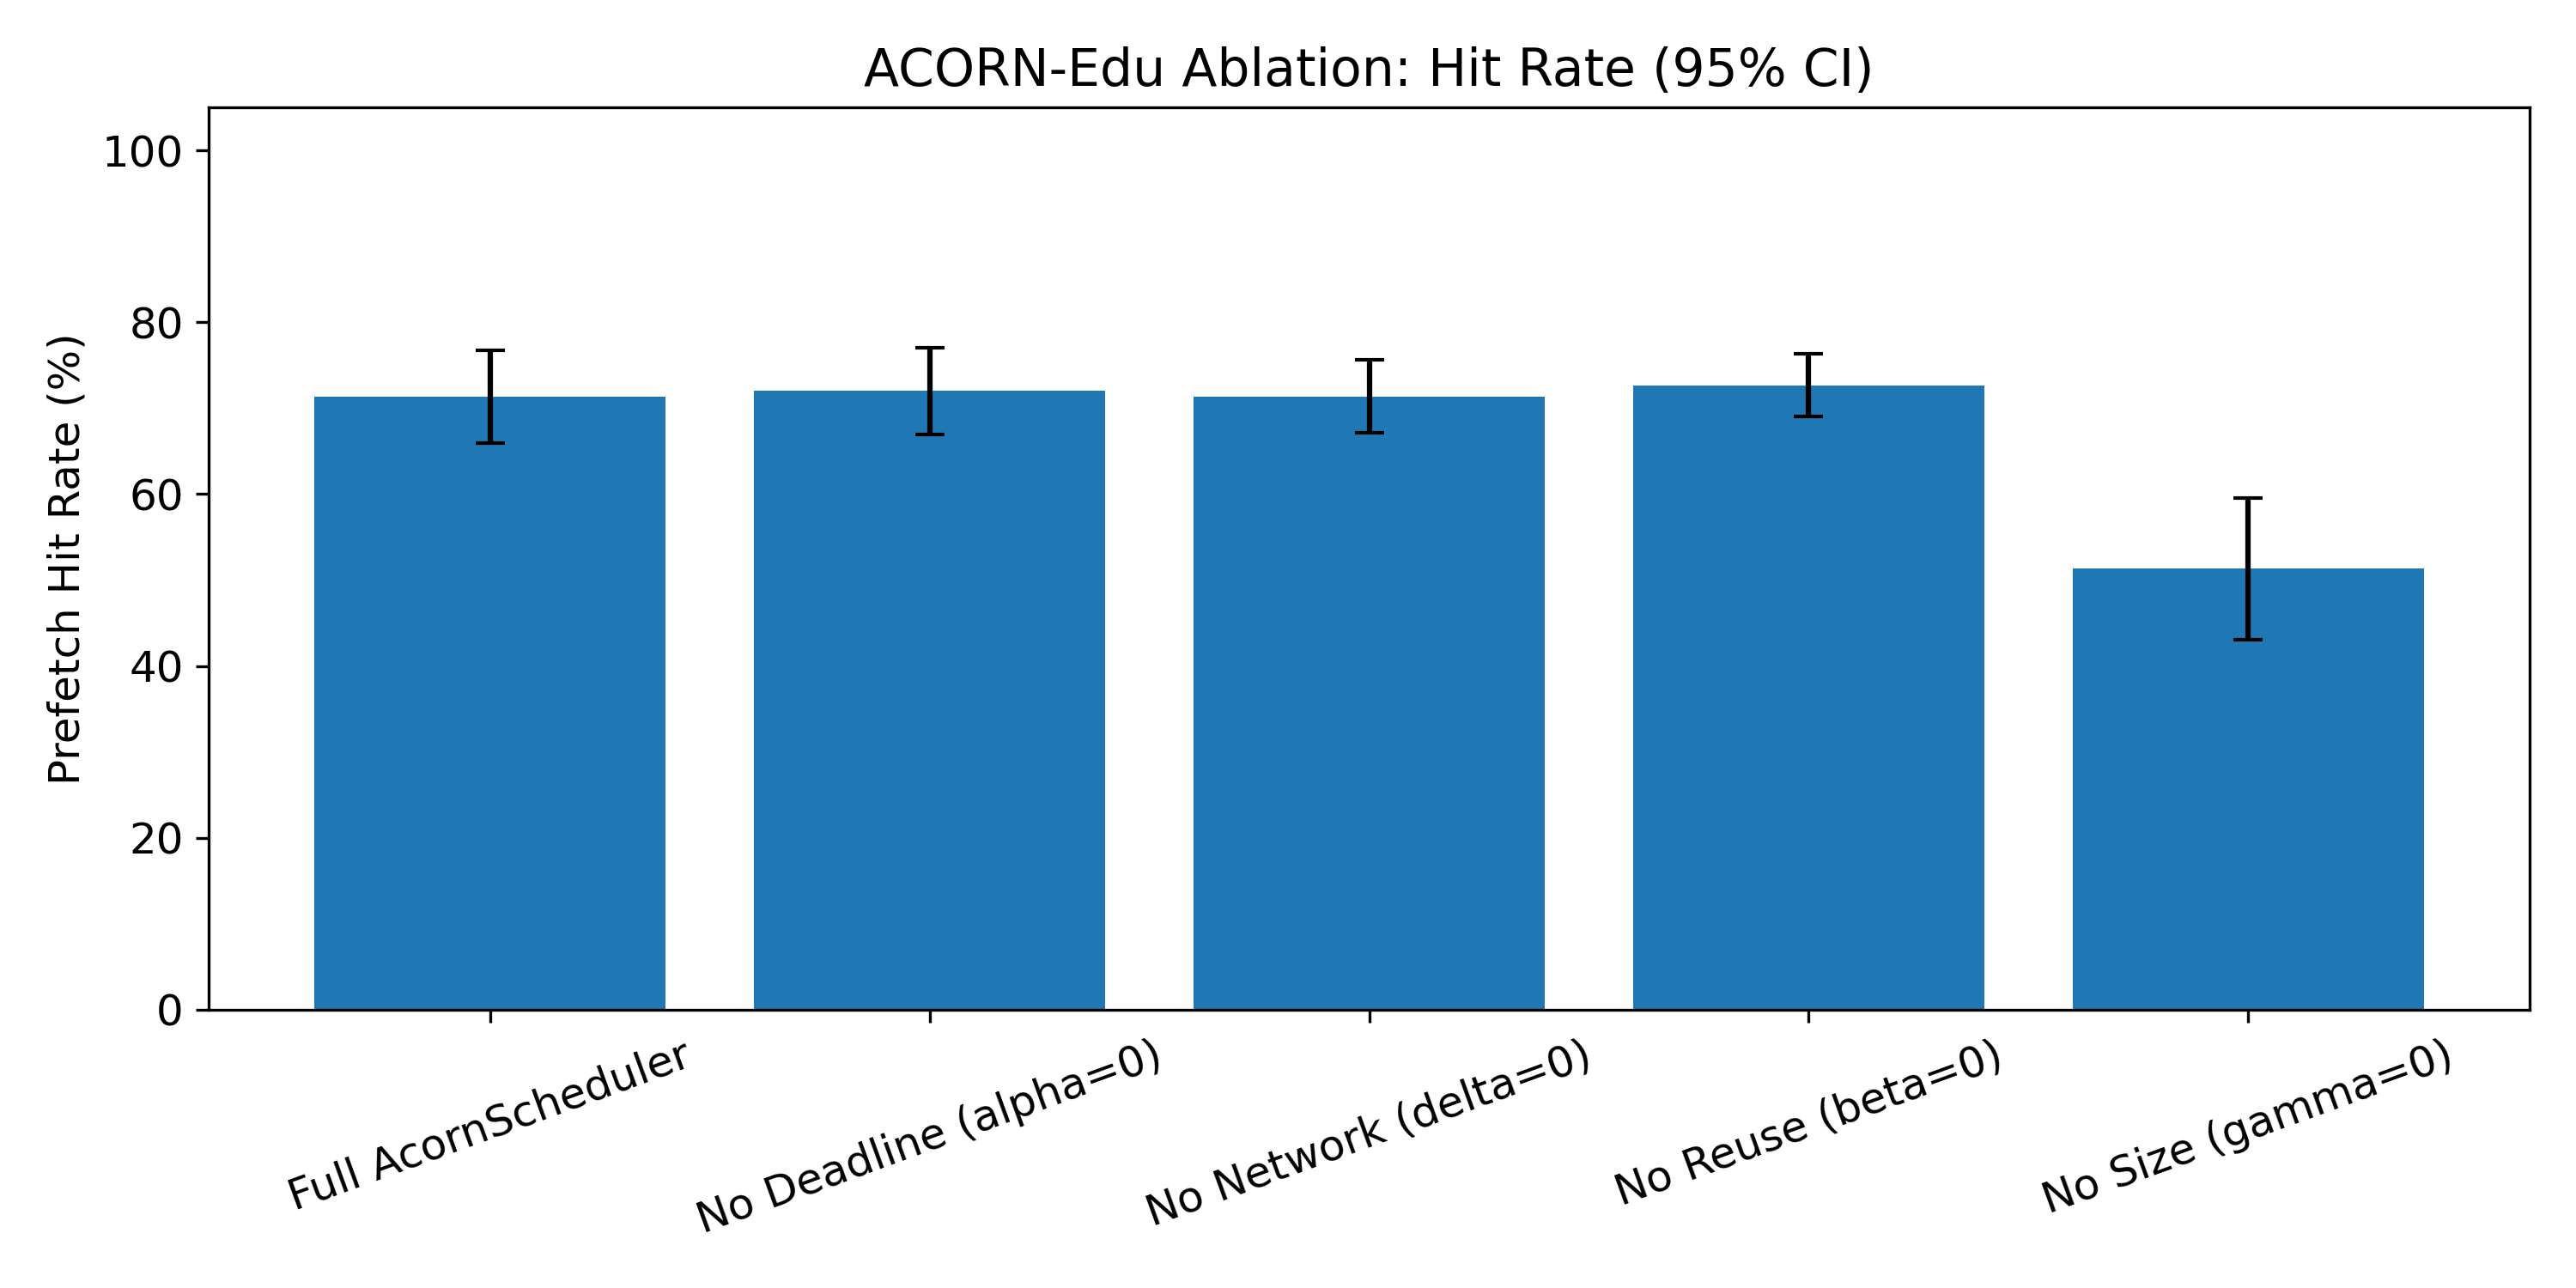 ACORN-Edu Ablation: Hit Rate (95% CI)
Prefetch Hit Rate (%)
100
80
60
40
20
0
Full AcornScheduler
No Deadline (alpha=0)
No Network (delta=0)
No Reuse (beta=0)
No Size (gamma=0)